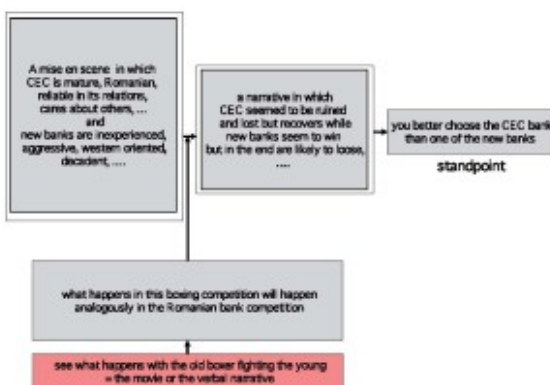 A mise on scene in which
CEC is mature, Romanian,
reliable in its relations,
cares about others, ...
and
new banks are inexperienced,
aggressive, western oriented,
decadent, ....
a narrative in which
CEC seemed to be ruined
and lost but recovers while
new banks seem to win
but in the end are likely to loose,
....
you better choose the CEC bank
than one of the new banks
standpoint
what happens in this boxing competition will happen
analogously in the Romanian bank competition
see what happens with the old boxer fighting the young
= the movie or the verbal narrative